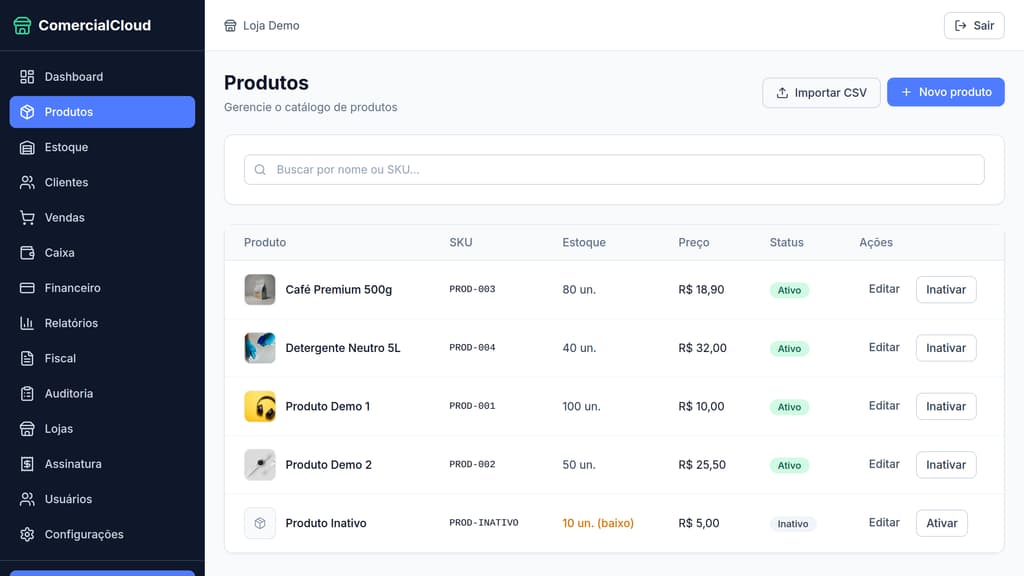 ComercialCloud
Loja Demo
Sair
Dashboard
Produtos
Estoque
Clientes
Vendas
Caixa
Financeiro
Relatórios
Fiscal
Auditoria
Lojas
Assinatura
Usuários
Configurações
Produtos
Gerencie o catálogo de produtos
Importar CSV
Novo produto
Buscar por nome ou SKU...
Produto SKU Estoque Preço Status Ações
Café Premium 500g PROD-003 80 un. R$ 18,90 Ativo Editar Inativar
Detergente Neutro 5L PROD-004 40 un. R$ 32,00 Ativo Editar Inativar
Produto Demo 1 PROD-001 100 un. R$ 10,00 Ativo Editar Inativar
Produto Demo 2 PROD-002 50 un. R$ 25,50 Ativo Editar Inativar
Produto Inativo PROD-INATIVO 10 un. (baixo) R$ 5,00 Inativo Editar Ativar